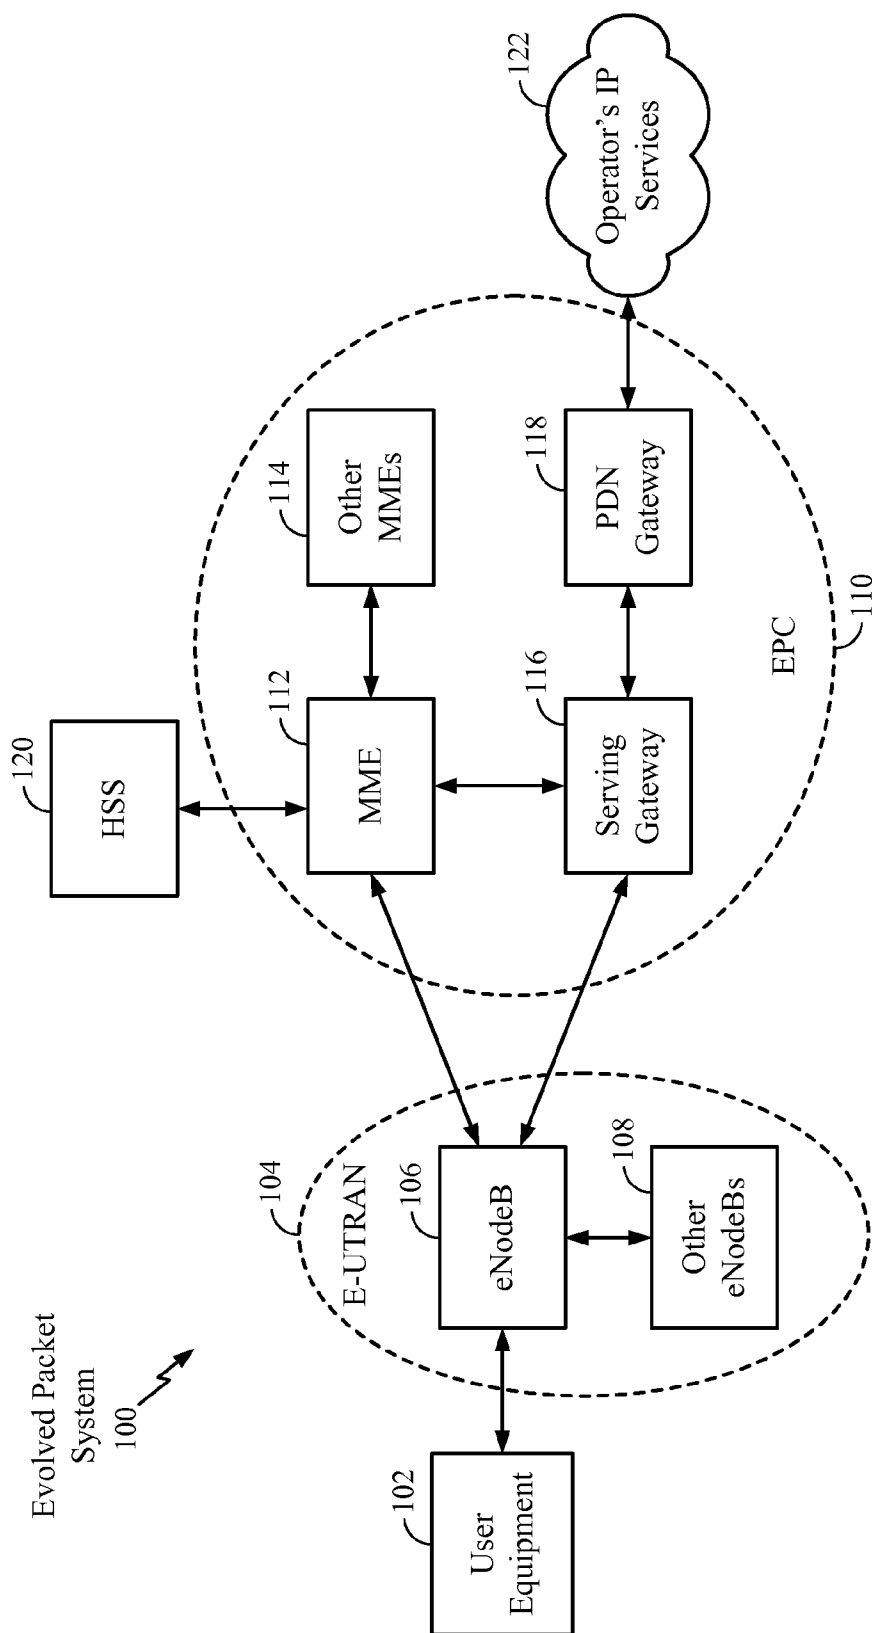 Evolved Packet
System
100
102
User
Equipment
104
E-UTRAN
106
eNodeB
108
Other
eNodeBs
120
HSS
112
MME
114
Other
MMEs
116
Serving
Gateway
118
PDN
Gateway
EPC
110
122
Operator's IP
Services